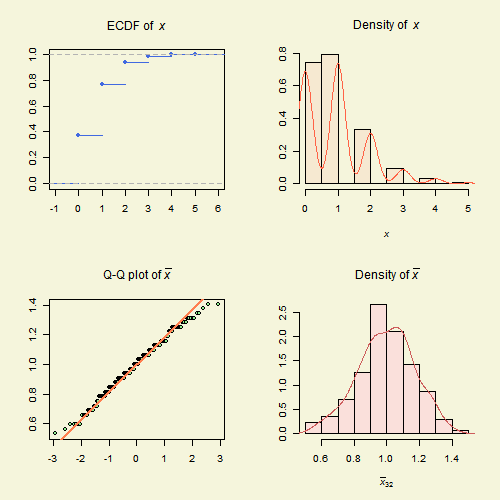 ECDF of x
Density of x
0.0 0.2 0.4 0.6 0.8 1.0
-1 0 1 2 3 4 5 6
0.0 0.2 0.4 0.6 0.8
0 1 2 3 4 5
x
Q-Q plot of x̅
Density of x̅
0.6 0.8 1.0 1.2 1.4
-3 -2 -1 0 1 2 3
0.0 0.5 1.0 1.5 2.0 2.5
0.6 0.8 1.0 1.2 1.4
x̅₃₂